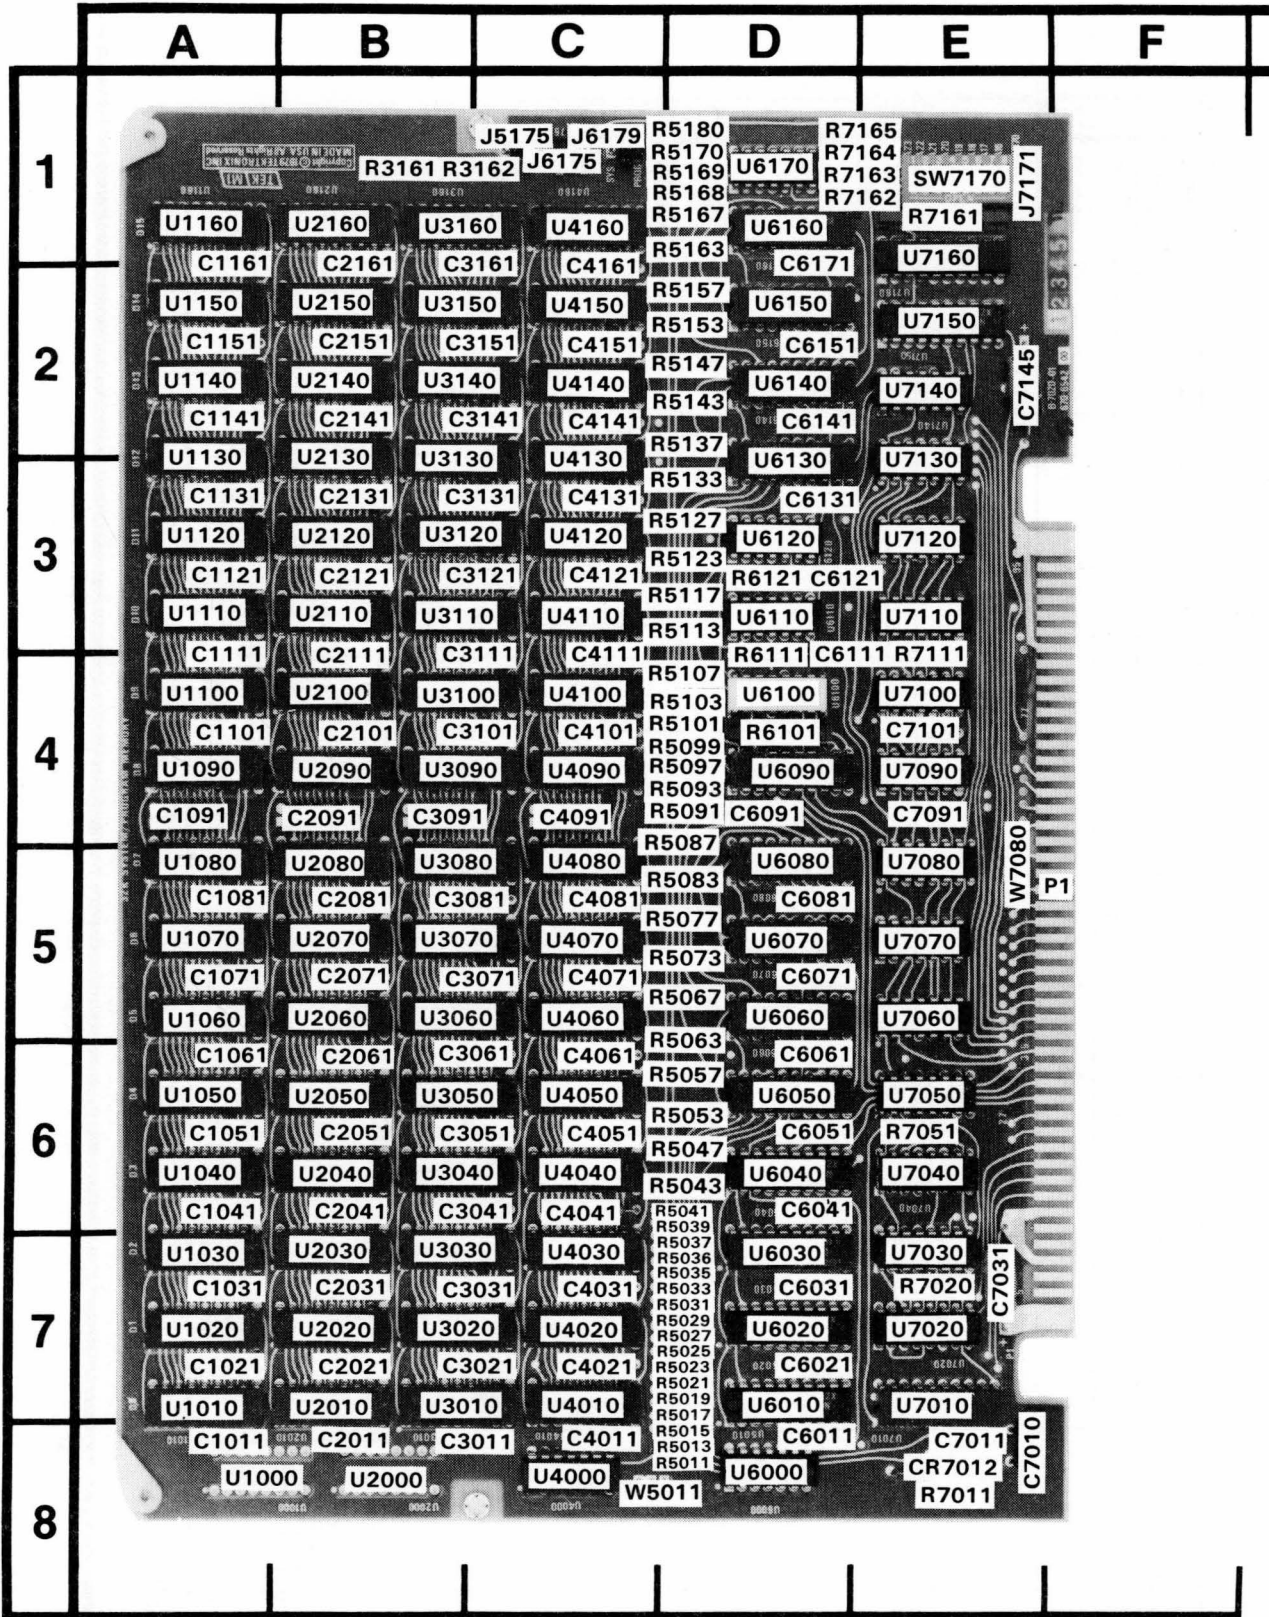 A B C D E F
1
J5175 J6179 R5180 R7165
R5170 R7164
R3161 R3162 J6175 U6170
R5169 R7163 SW7170 J7171
R5168 R7162
MADE IN USA All Rights Reserved
Copyright © 1979 TEKTRONIX INC
TEK
U1160 U2160 U3160 U4160 R5167 U6160 R7161
R5163
C1161 C2161 C3161 C4161 C6171 U7160
2
U1150 U2150 U3150 U4150 R5157 U6150
R5153 U7150
C1151 C2151 C3151 C4151 C6151
R5147
U1140 U2140 U3140 U4140 U6140 U7140 C7145
R5143
C1141 C2141 C3141 C4141 C6141
R5137
U1130 U2130 U3130 U4130 U6130 U7130
3
R5133
C1131 C2131 C3131 C4131 C6131
R5127
U1120 U2120 U3120 U4120 U6120 U7120
R5123
C1121 C2121 C3121 C4121 R6121 C6121
R5117
U1110 U2110 U3110 U4110 U6110 U7110
R5113
C1111 C2111 C3111 C4111 R6111 C6111 R7111
4
R5107
U1100 U2100 U3100 U4100 U6100 U7100
R5103
R5101
C1101 C2101 C3101 C4101 R6101 C7101
R5099
R5097
U1090 U2090 U3090 U4090 U6090 U7090
R5093
C1091 C2091 C3091 C4091 R5091 C6091 C7091
R5087
5
U1080 U2080 U3080 U4080 U6080 U7080 W7080
R5083 P1
C1081 C2081 C3081 C4081 C6081
R5077
U1070 U2070 U3070 U4070 U6070 U7070
R5073
C1071 C2071 C3071 C4071 C6071
R5067
U1060 U2060 U3060 U4060 U6060 U7060
R5063
C1061 C2061 C3061 C4061 C6061
6
R5057
U1050 U2050 U3050 U4050 U6050 U7050
R5053
C1051 C2051 C3051 C4051 C6051 R7051
R5047
U1040 U2040 U3040 U4040 U6040 U7040
R5043
C1041 C2041 C3041 C4041 R5041 C6041
R5039
7
R5037
U1030 U2030 U3030 U4030 U6030 U7030
R5036
R5035
C1031 C2031 C3031 C4031 R5033 C6031 R7020 C7031
R5031
R5029
U1020 U2020 U3020 U4020 R5027 U6020 U7020
R5025
C1021 C2021 C3021 C4021 R5023 C6021
R5021
U1010 U2010 U3010 U4010 R5019 U6010 U7010
R5017
8
R5015
C1011 C2011 C3011 C4011 R5013 C6011 C7011 C7010
R5011
U1000 U2000 U4000 U6000 CR7012
W5011 R7011